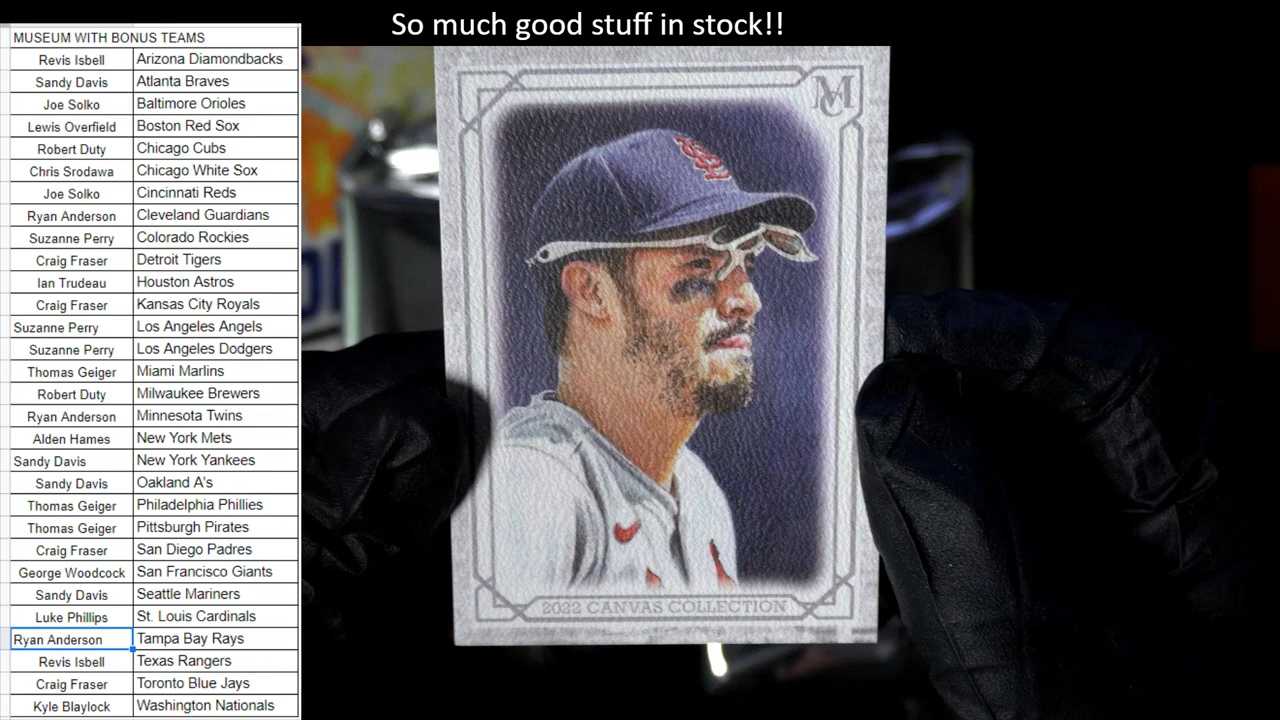 So much good stuff in stock!!
MUSEUM WITH BONUS TEAMS
Revis Isbell Arizona Diamondbacks
Sandy Davis Atlanta Braves
Joe Solko Baltimore Orioles
Lewis Overfield Boston Red Sox
Robert Duty Chicago Cubs
Chris Srodawa Chicago White Sox
Joe Solko Cincinnati Reds
Ryan Anderson Cleveland Guardians
Suzanne Perry Colorado Rockies
Craig Fraser Detroit Tigers
Ian Trudeau Houston Astros
Craig Fraser Kansas City Royals
Suzanne Perry Los Angeles Angels
Suzanne Perry Los Angeles Dodgers
Thomas Geiger Miami Marlins
Robert Duty Milwaukee Brewers
Ryan Anderson Minnesota Twins
Alden Hames New York Mets
Sandy Davis New York Yankees
Sandy Davis Oakland A's
Thomas Geiger Philadelphia Phillies
Thomas Geiger Pittsburgh Pirates
Craig Fraser San Diego Padres
George Woodcock San Francisco Giants
Sandy Davis Seattle Mariners
Luke Phillips St. Louis Cardinals
Ryan Anderson Tampa Bay Rays
Revis Isbell Texas Rangers
Craig Fraser Toronto Blue Jays
Kyle Blaylock Washington Nationals
MC
STL
2022 CANVAS COLLECTION